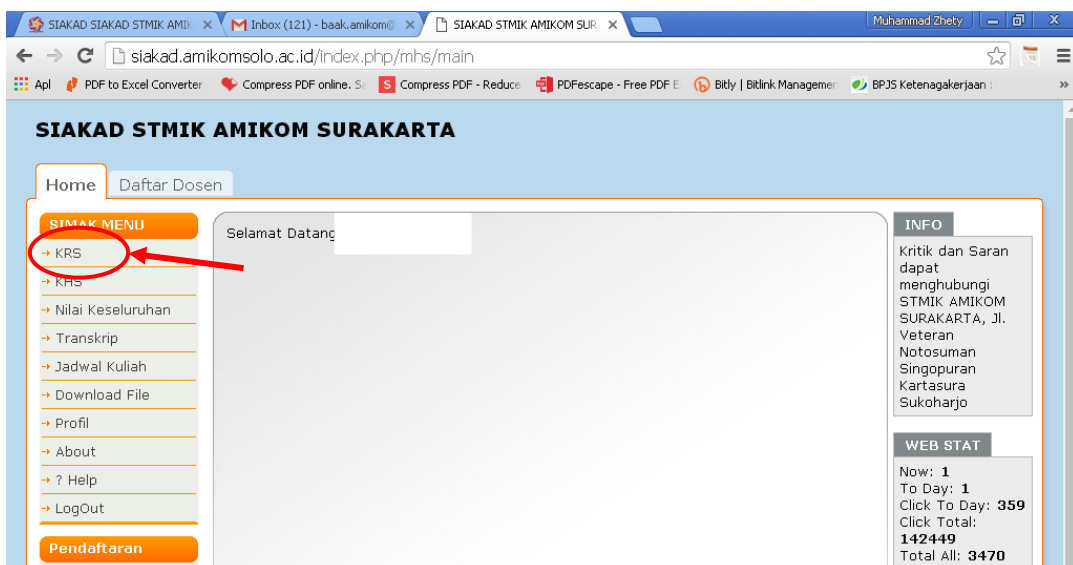 SIAKAD SIAKAD STMIK AMIK
Inbox (121) - baak.amikom@
SIAKAD STMIK AMIKOM SUR
Muhammad Zhety
siakad.amikomsolo.ac.id/index.php/mhs/main
Apl
PDF to Excel Converter
Compress PDF online. Sa
Compress PDF - Reduce
PDFescape - Free PDF E
Bitly | Bitlink Managemer
BPJS Ketenagakerjaan :
»
SIAKAD STMIK AMIKOM SURAKARTA
Home
Daftar Dosen
SIMAK MENU
KRS
KHS
Nilai Keseluruhan
Transkrip
Jadwal Kuliah
Download File
Profil
About
? Help
LogOut
Pendaftaran
Selamat Datang
INFO
Kritik dan Saran
dapat
menghubungi
STMIK AMIKOM
SURAKARTA, Jl.
Veteran
Notosuman
Singopuran
Kartasura
Sukoharjo
WEB STAT
Now: 1
To Day: 1
Click To Day: 359
Click Total:
142449
Total All: 3470